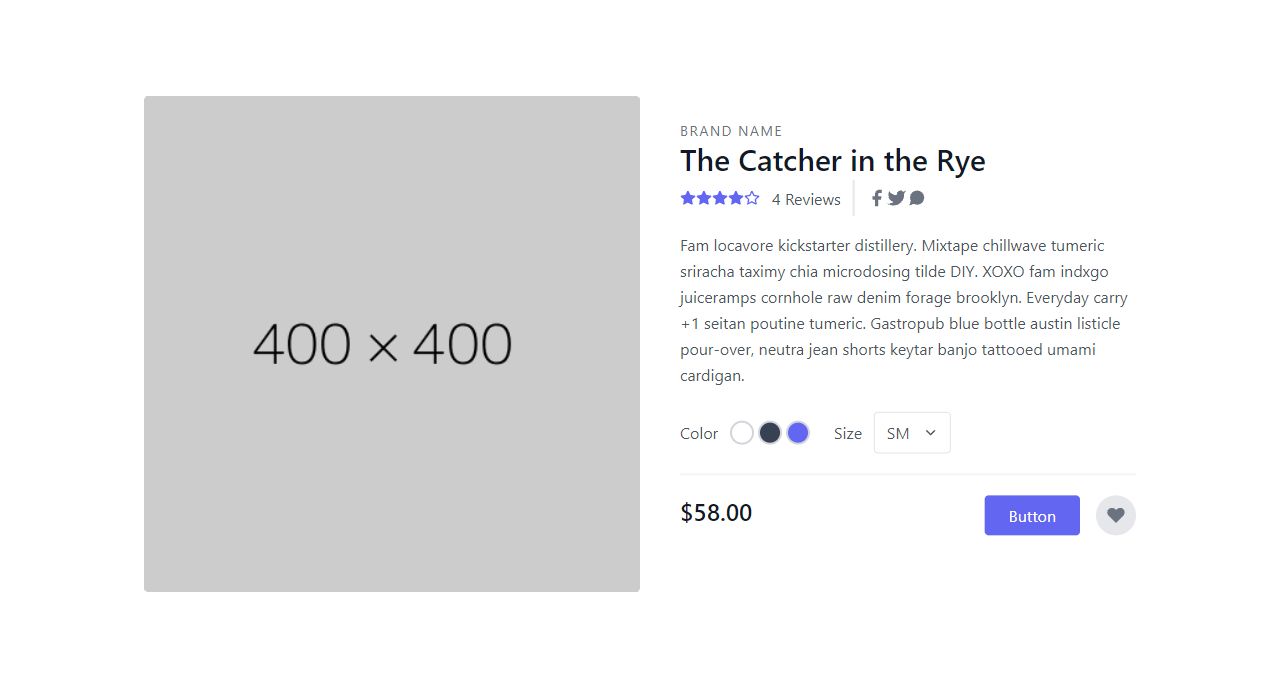 400 × 400
BRAND NAME
The Catcher in the Rye
4 Reviews
Fam locavore kickstarter distillery. Mixtape chillwave tumeric
sriracha taximy chia microdosing tilde DIY. XOXO fam indxgo
juiceramps cornhole raw denim forage brooklyn. Everyday carry
+1 seitan poutine tumeric. Gastropub blue bottle austin listicle
pour-over, neutra jean shorts keytar banjo tattooed umami
cardigan.
Color Size SM
$58.00 Button